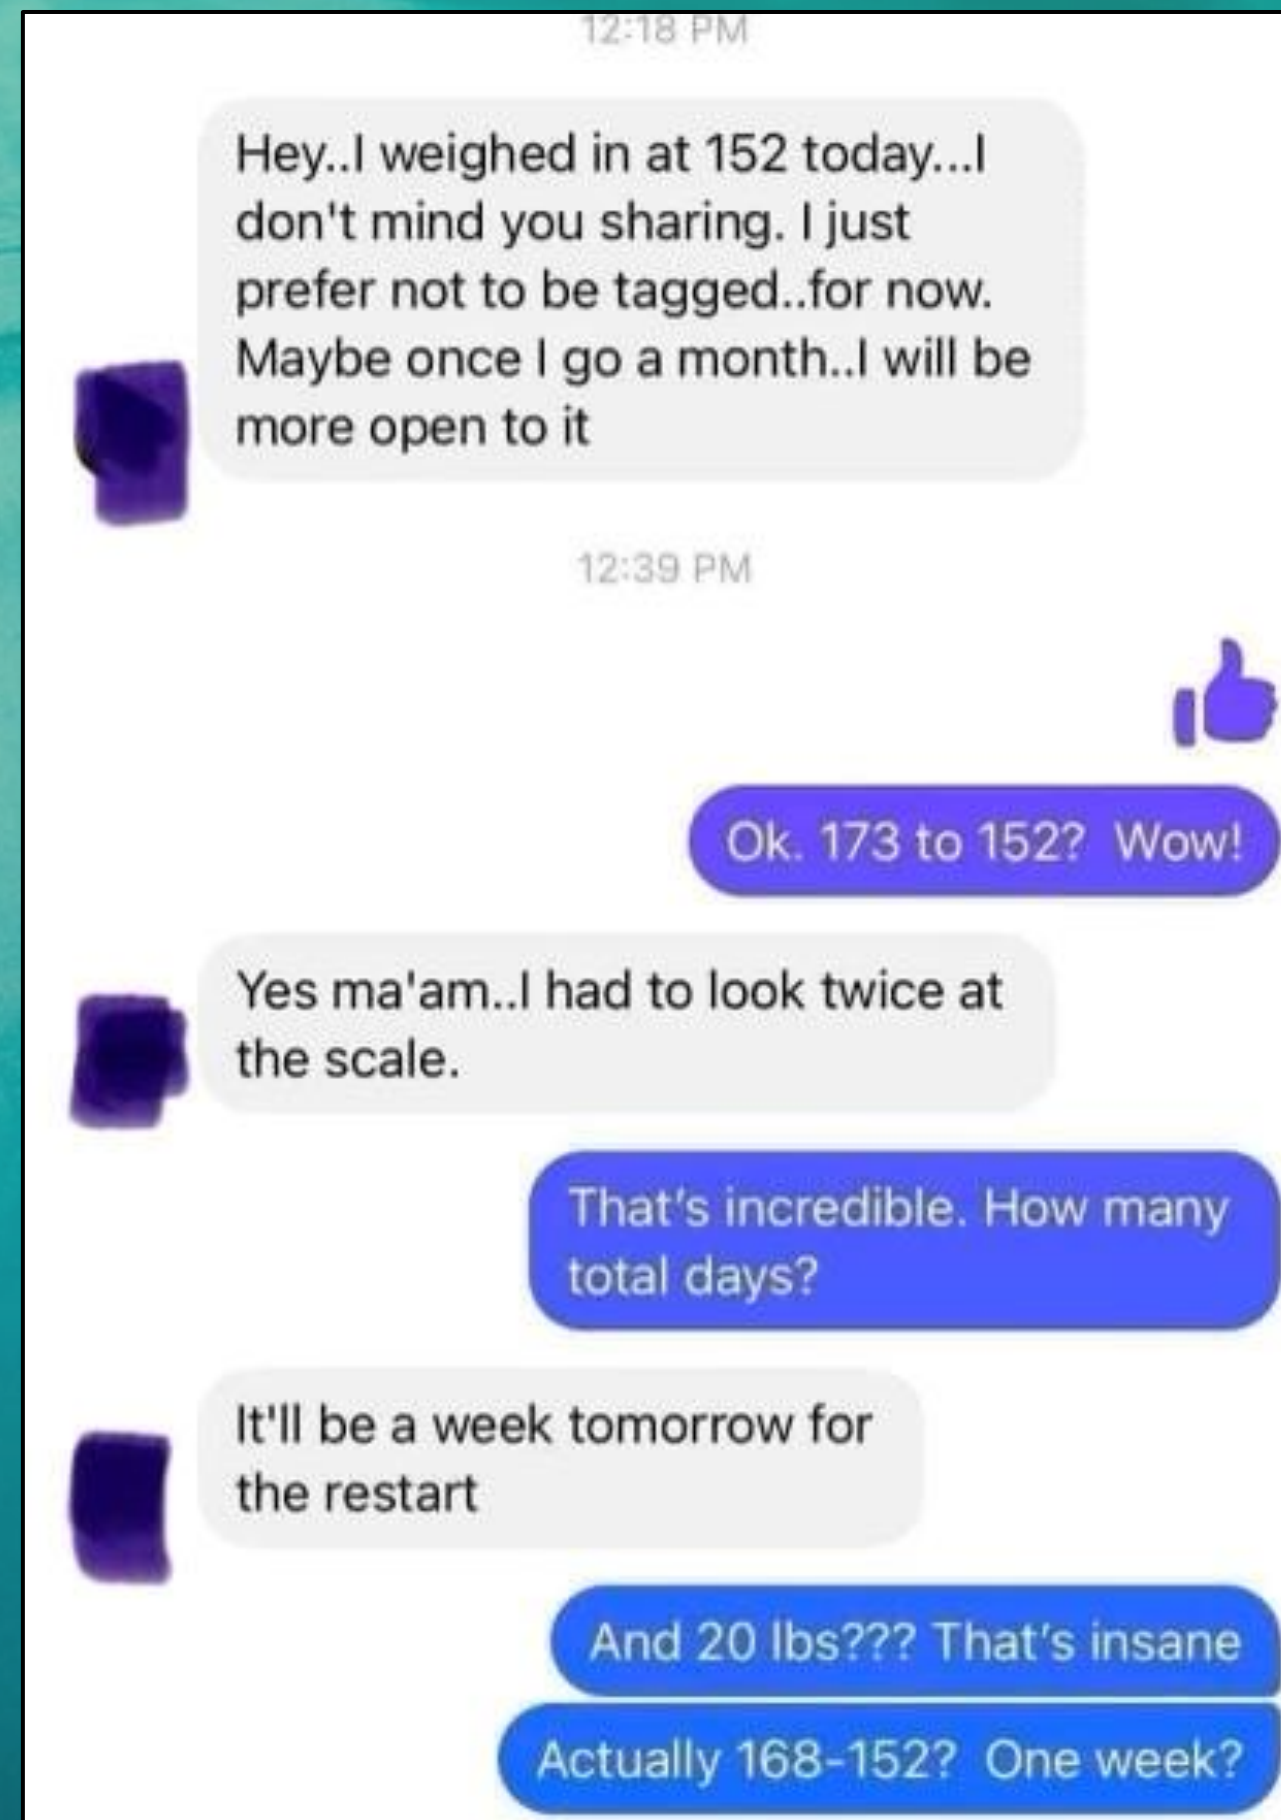 12:18 PM
Hey..I weighed in at 152 today...I
don't mind you sharing. I just
prefer not to be tagged..for now.
Maybe once I go a month..I will be
more open to it
12:39 PM
Ok. 173 to 152?  Wow!
Yes ma'am..I had to look twice at
the scale.
That’s incredible. How many
total days?
It'll be a week tomorrow for
the restart
And 20 lbs??? That’s insane
Actually 168-152?  One week?